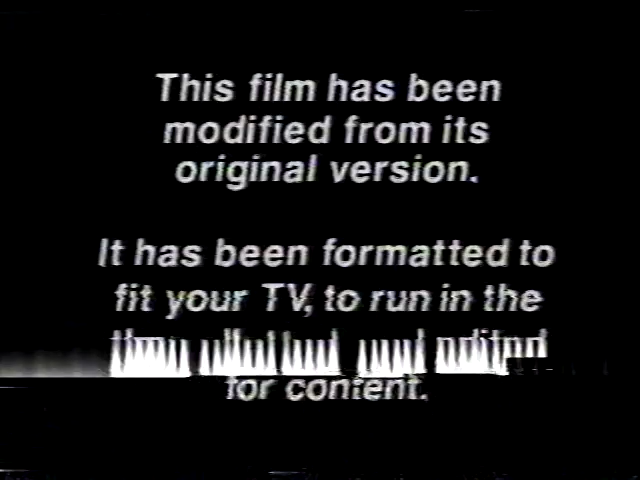 This film has been
modified from its
original version.
It has been formatted to
fit your TV, to run in the
for content.